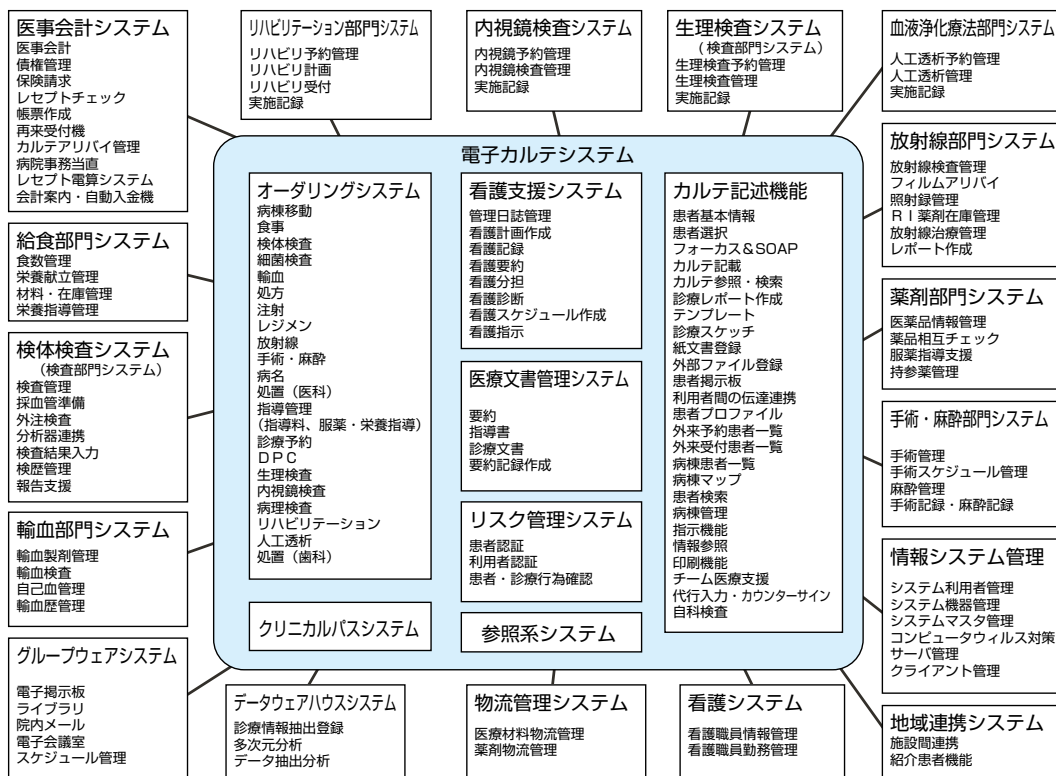 医事会計システム
医事会計
債権管理
保険請求
レセプトチェック
帳票作成
再来受付機
カルテアリバイ管理
病院事務当直
レセプト電算システム
会計案内・自動入金機
リハビリテーション部門システム
リハビリ予約管理
リハビリ計画
リハビリ受付
実施記録
内視鏡検査システム
内視鏡予約管理
内視鏡検査管理
実施記録
生理検査システム
(検査部門システム)
生理検査予約管理
生理検査管理
実施記録
血液浄化療法部門システム
人工透析予約管理
人工透析管理
実施記録
給食部門システム
食数管理
栄養献立管理
材料・在庫管理
栄養指導管理
検体検査システム
(検査部門システム)
検査管理
採血管準備
外注検査
分析器連携
検査結果入力
検歴管理
報告支援
輸血部門システム
輸血製剤管理
輸血検査
自己血管理
輸血歴管理
グループウェアシステム
電子掲示板
ライブラリ
院内メール
電子会議室
スケジュール管理
電子カルテシステム
オーダリングシステム
病棟移動
食事
検体検査
細菌検査
輸血
処方
注射
レジメン
放射線
手術・麻酔
病名
処置（医科）
指導管理
(指導料、服薬・栄養指導)
診療予約
DPC
生理検査
内視鏡検査
病理検査
リハビリテーション
人工透析
処置（歯科）
クリニカルパスシステム
看護支援システム
管理日誌管理
看護計画作成
看護記録
看護要約
看護分担
看護診断
看護スケジュール作成
看護指示
医療文書管理システム
要約
指導書
診療文書
要約記録作成
リスク管理システム
患者認証
利用者認証
患者・診療行為確認
参照系システム
カルテ記述機能
患者基本情報
患者選択
フォーカス＆SOAP
カルテ記載
カルテ参照・検索
診療レポート作成
テンプレート
診療スケッチ
紙文書登録
外部ファイル登録
患者掲示板
利用者間の伝達連携
患者プロファイル
外来予約患者一覧
外来受付患者一覧
病棟患者一覧
病棟マップ
患者検索
病棟管理
指示機能
情報参照
印刷機能
チーム医療支援
代行入力・カウンターサイン
自科検査
放射線部門システム
放射線検査管理
フィルムアリバイ
照射録管理
RI薬剤在庫管理
放射線治療管理
レポート作成
薬剤部門システム
医薬品情報管理
薬品相互チェック
服薬指導支援
持参薬管理
手術・麻酔部門システム
手術管理
手術スケジュール管理
麻酔管理
手術記録・麻酔記録
情報システム管理
システム利用者管理
システム機器管理
システムマスタ管理
コンピュータウィルス対策
サーバ管理
クライアント管理
地域連携システム
施設間連携
紹介患者機能
データウェアハウスシステム
診療情報抽出登録
多次元分析
データ抽出分析
物流管理システム
医療材料物流管理
薬剤物流管理
看護システム
看護職員情報管理
看護職員勤務管理